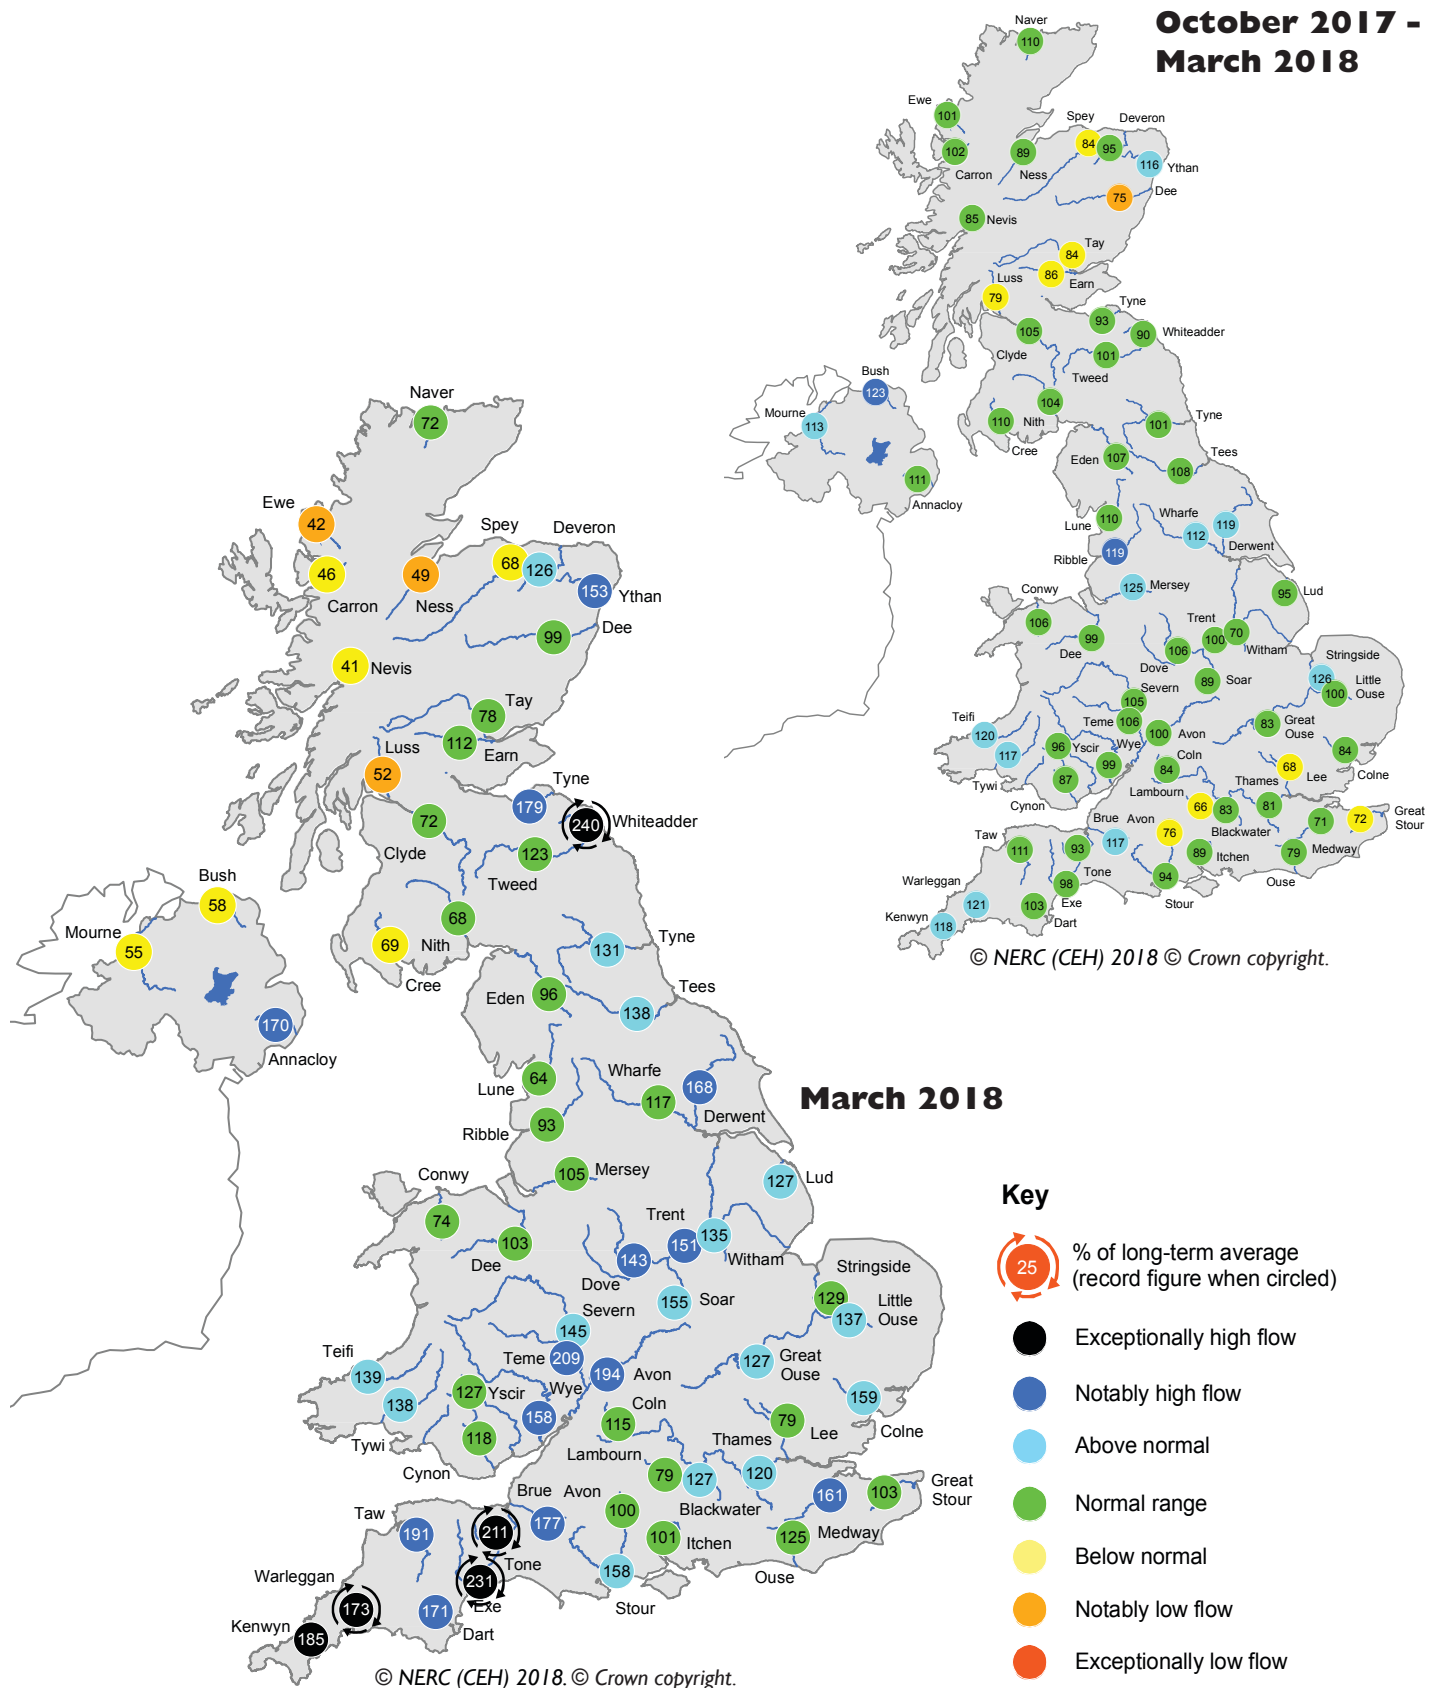 October 2017 -
March 2018
Naver
110
Ewe
101
102
Carron
89
Ness
Spey
84
95
Deveron
116
Ythan
75
Dee
85
Nevis
Tay
84
86
Earn
Luss
79
Tyne
93
90
Whiteadder
105
Clyde
101
Tweed
104
Nith
110
Cree
Bush
123
Mourne
113
111
Annacloy
101
Tyne
Eden
107
108
Tees
Lune
110
Ribble
119
Wharfe
112
119
Derwent
125
Mersey
95
Lud
Conwy
106
99
Dee
Trent
100
70
Witham
106
Dove
89
Soar
Stringside
126
100
Little
Ouse
Severn
105
Teme
106
100
Avon
83
Great
Ouse
Teifi
120
117
Tywi
96
Yscir
Wye
99
87
Cynon
Coln
84
68
Lee
84
Colne
Lambourn
66
83
Blackwater
Thames
81
71
Medway
72
Great
Stour
Brue
117
Avon
76
89
Itchen
79
Ouse
Taw
111
93
Tone
98
Exe
94
Stour
Warleggan
121
103
Dart
Kenwyn
118
© NERC (CEH) 2018 © Crown copyright.
March 2018
Naver
72
Ewe
42
46
Carron
49
Ness
Spey
68
126
Deveron
153
Ythan
99
Dee
41
Nevis
Tay
78
112
Earn
Luss
52
Tyne
179
240
Whiteadder
72
Clyde
123
Tweed
68
Nith
69
Cree
Bush
58
Mourne
55
170
Annacloy
131
Tyne
Eden
96
138
Tees
Lune
64
Ribble
93
Wharfe
117
168
Derwent
105
Mersey
127
Lud
Conwy
74
103
Dee
Trent
151
135
Witham
143
Dove
155
Soar
Stringside
129
137
Little
Ouse
Severn
145
Teme
209
194
Avon
127
Great
Ouse
Teifi
139
138
Tywi
127
Yscir
Wye
158
118
Cynon
Coln
115
79
Lee
159
Colne
Lambourn
79
127
Blackwater
Thames
120
161
Medway
103
Great
Stour
Brue
177
Avon
100
101
Itchen
125
Ouse
Taw
191
211
Tone
231
Exe
158
Stour
Warleggan
173
171
Dart
Kenwyn
185
© NERC (CEH) 2018. © Crown copyright.
Key
25
% of long-term average
(record figure when circled)
Exceptionally high flow
Notably high flow
Above normal
Normal range
Below normal
Notably low flow
Exceptionally low flow